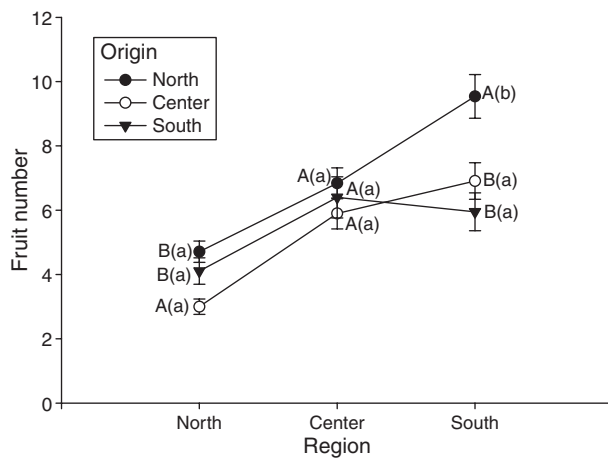 12
10
8
6
4
2
0
Fruit number
Origin
North
Center
South
A(b)
A(a)
A(a)
B(a)
A(a)
B(a)
B(a)
B(a)
A(a)
North
Center
South
Region